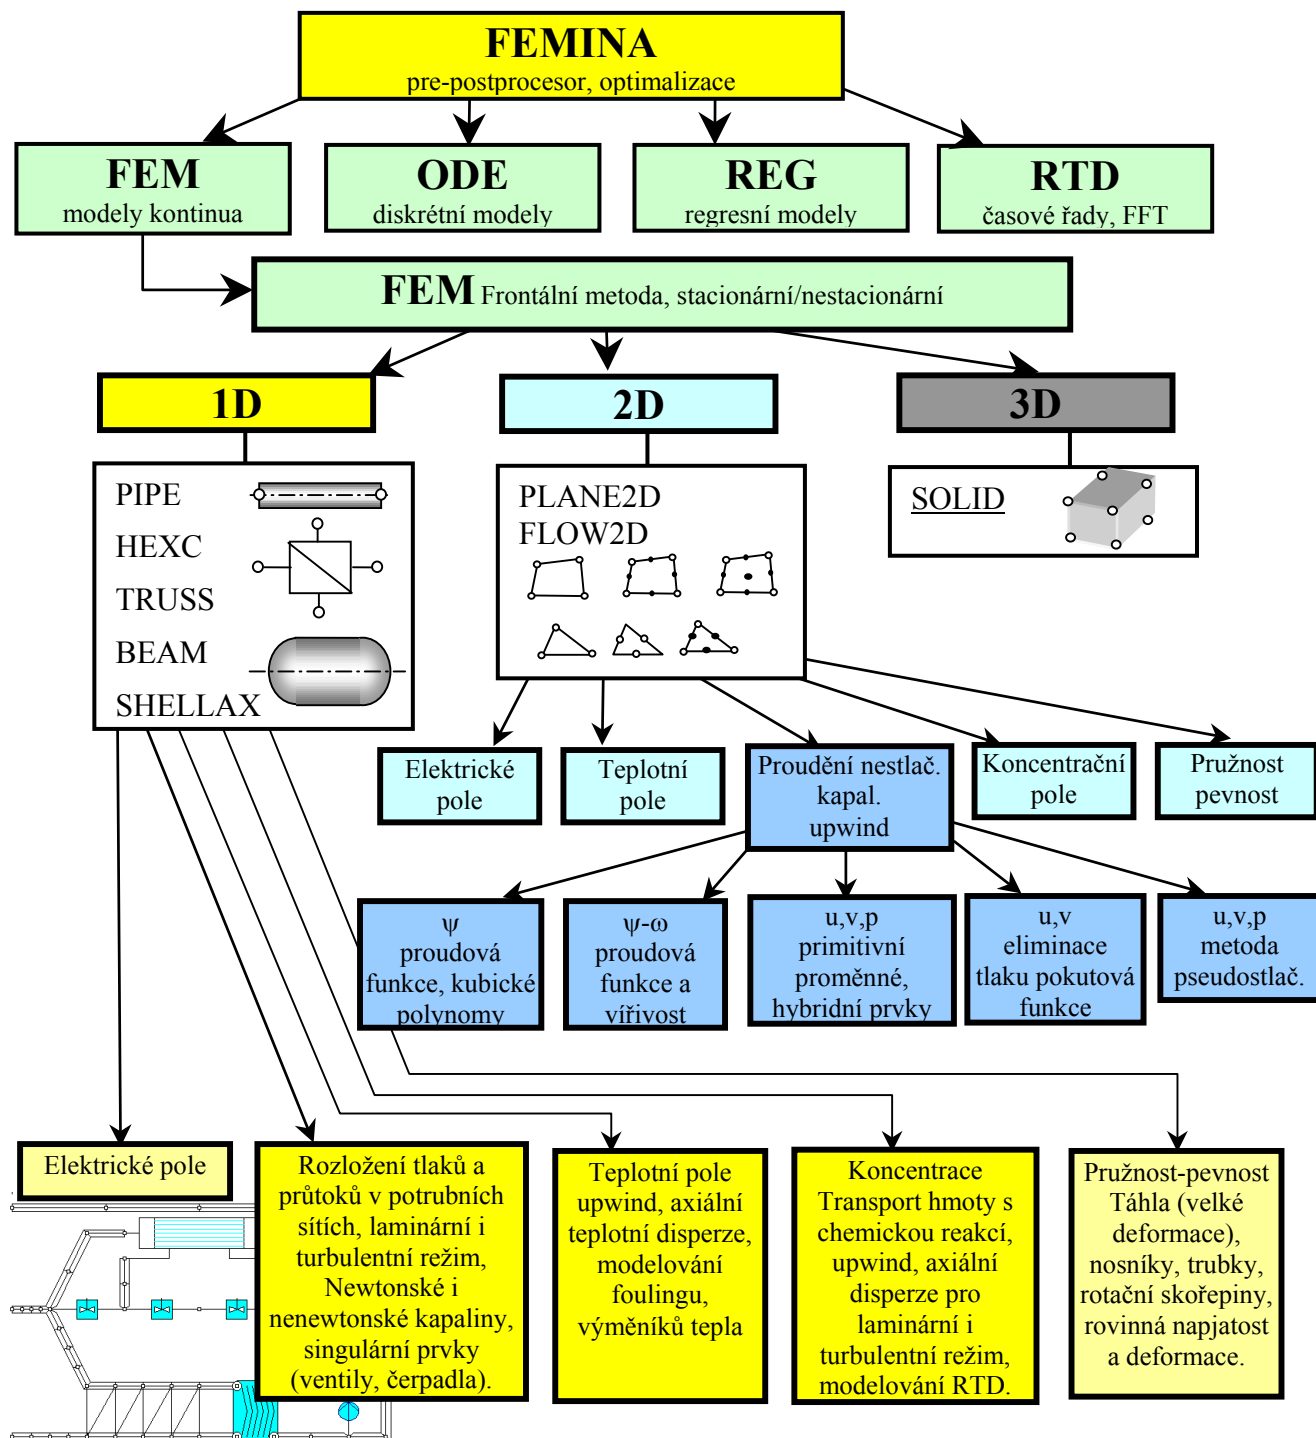 FEMINA
pre-postprocesor, optimalizace
FEM
modely kontinua
ODE
diskrétní modely
REG
regresní modely
RTD
časové řady, FFT
FEM Frontální metoda, stacionární/nestacionární
1D
2D
3D
PIPE
HEXC
TRUSS
BEAM
SHELLAX
PLANE2D
FLOW2D
SOLID
Elektrické
pole
Teplotní
pole
Proudění nestlač.
kapal.
upwind
Koncentrační
pole
Pružnost
pevnost
ψ
proudová
funkce, kubické
polynomy
ψ-ω
proudová
funkce a
vířivost
u,v,p
primitivní
proměnné,
hybridní prvky
u,v
eliminace
tlaku pokutová
funkce
u,v,p
metoda
pseudostlač.
Elektrické pole
Rozložení tlaků a
průtoků v potrubních
sítích, laminární i
turbulentní režim,
Newtonské i
nenewtonské kapaliny,
singulární prvky
(ventily, čerpadla).
Teplotní pole
upwind, axiální
teplotní disperze,
modelování
foulingu,
výměníků tepla
Koncentrace
Transport hmoty s
chemickou reakcí,
upwind, axiální
disperze pro
laminární i
turbulentní režim,
modelování RTD.
Pružnost-pevnost
Táhla (velké
deformace),
nosníky, trubky,
rotační skořepiny,
rovinná napjatost
a deformace.